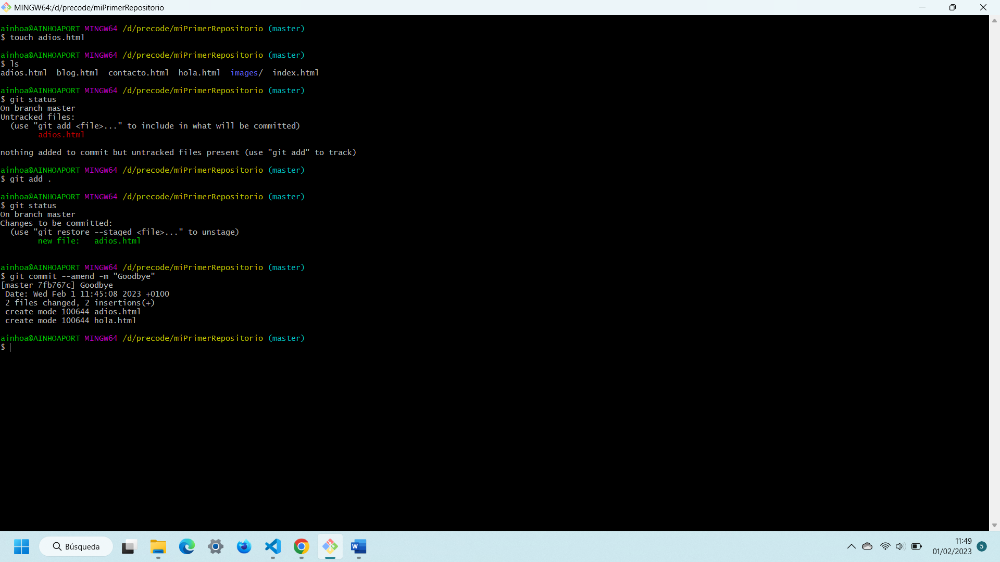 MINGW64:/d/precode/miPrimerRepositorio
ainhoa@AINHOAPORT MINGW64 /d/precode/miPrimerRepositorio (master)
$ touch adios.html
ainhoa@AINHOAPORT MINGW64 /d/precode/miPrimerRepositorio (master)
$ ls
adios.html  blog.html  contacto.html  hola.html  images/  index.html
ainhoa@AINHOAPORT MINGW64 /d/precode/miPrimerRepositorio (master)
$ git status
On branch master
Untracked files:
  (use "git add <file>..." to include in what will be committed)
        adios.html
nothing added to commit but untracked files present (use "git add" to track)
ainhoa@AINHOAPORT MINGW64 /d/precode/miPrimerRepositorio (master)
$ git add .
ainhoa@AINHOAPORT MINGW64 /d/precode/miPrimerRepositorio (master)
$ git status
On branch master
Changes to be committed:
  (use "git restore --staged <file>..." to unstage)
        new file:   adios.html
ainhoa@AINHOAPORT MINGW64 /d/precode/miPrimerRepositorio (master)
$ git commit --amend -m "Goodbye"
[master 7fb767c] Goodbye
 Date: Wed Feb 1 11:45:08 2023 +0100
 2 files changed, 2 insertions(+)
 create mode 100644 adios.html
 create mode 100644 hola.html
ainhoa@AINHOAPORT MINGW64 /d/precode/miPrimerRepositorio (master)
$
Búsqueda
W
11:49
01/02/2023
5